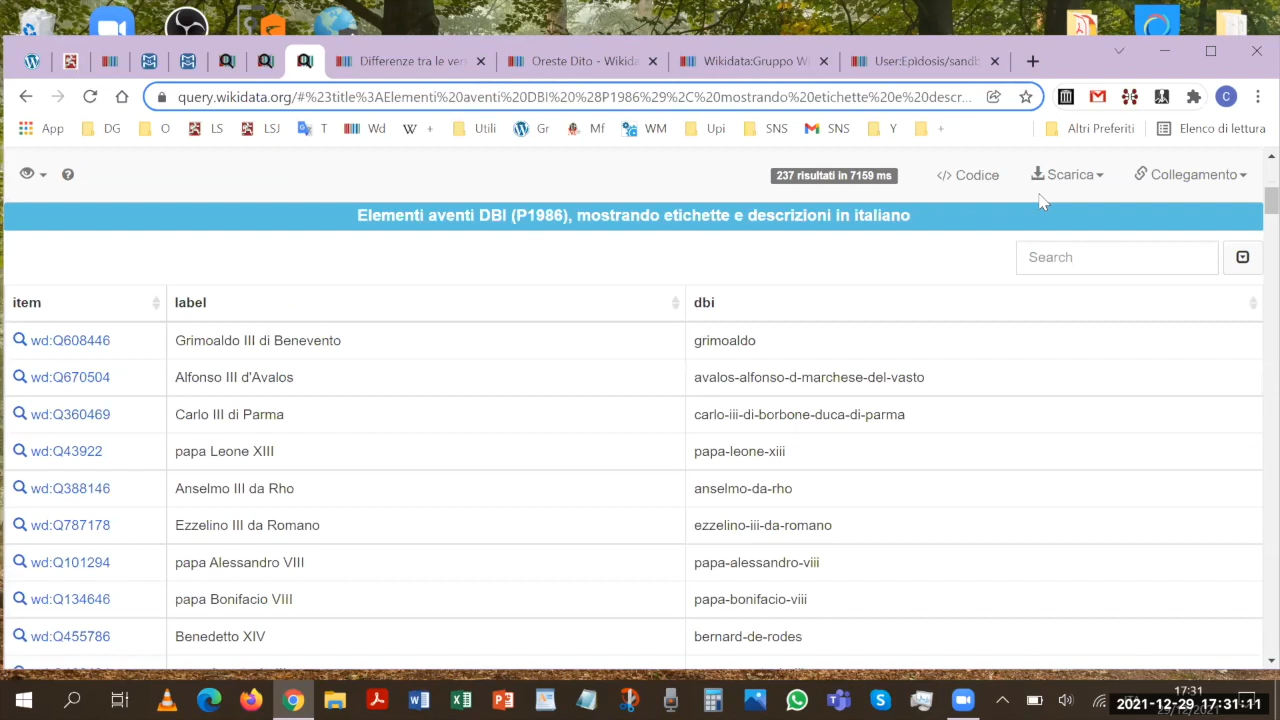 Differenze tra le ver
Oreste Dito - Wikida
Wikidata:Gruppo W
User:Epìdosis/sandb
query.wikidata.org/#%23title%3AElementi%20aventi%20DBI%20%28P1986%29%2C%20mostrando%20etichette%20e%20descr...
App DG O LS LSJ T Wd + Utili Gr Mf WM Upi SNS SNS Y + Altri Preferiti Elenco di lettura
237 risultati in 7159 ms </> Codice Scarica Collegamento
Elementi aventi DBI (P1986), mostrando etichette e descrizioni in italiano
Search
item label dbi
wd:Q608446 Grimoaldo III di Benevento grimoaldo
wd:Q670504 Alfonso III d'Avalos avalos-alfonso-d-marchese-del-vasto
wd:Q360469 Carlo III di Parma carlo-iii-di-borbone-duca-di-parma
wd:Q43922 papa Leone XIII papa-leone-xiii
wd:Q388146 Anselmo III da Rho anselmo-da-rho
wd:Q787178 Ezzelino III da Romano ezzelino-iii-da-romano
wd:Q101294 papa Alessandro VIII papa-alessandro-viii
wd:Q134646 papa Bonifacio VIII papa-bonifacio-viii
wd:Q455786 Benedetto XIV bernard-de-rodes
17:31
2021-12-29 17:31:11